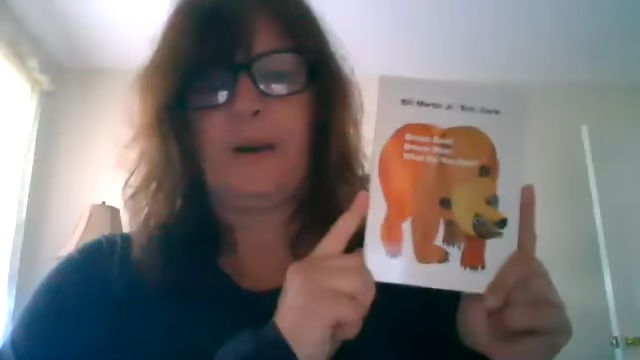 Bill Martin Jr / Eric Carle
Brown Bear,
Brown Bear,
What Do You See?